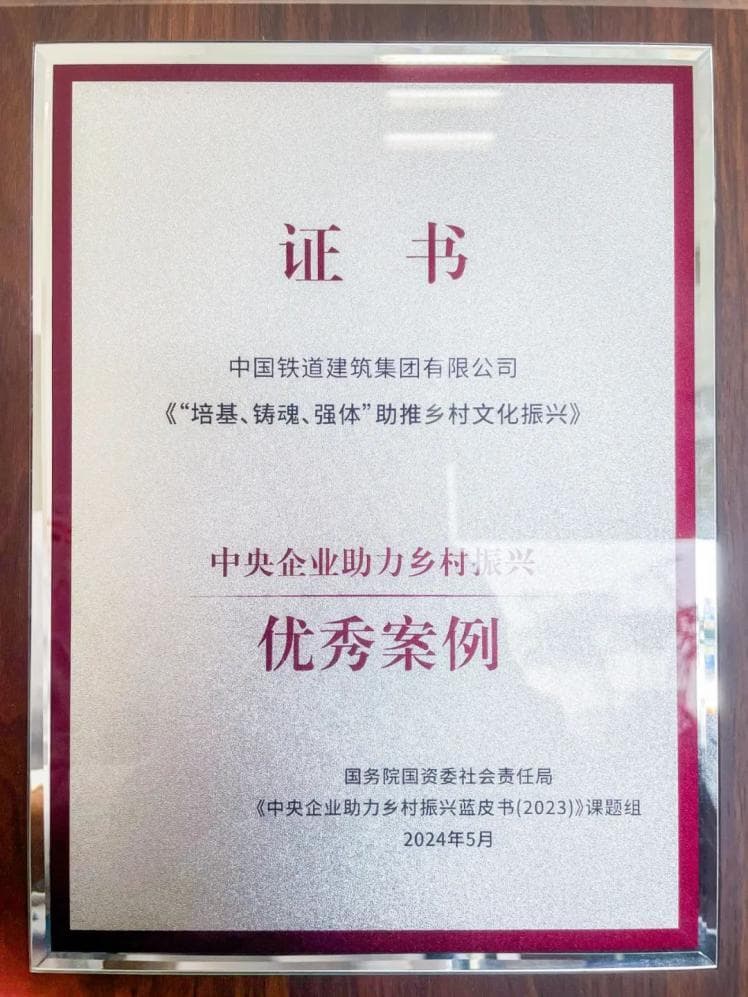 证 书
中国铁道建筑集团有限公司
《“培基、铸魂、强体”助推乡村文化振兴》
中央企业助力乡村振兴
优秀案例
国务院国资委社会责任局
《中央企业助力乡村振兴蓝皮书(2023)》课题组
2024年5月